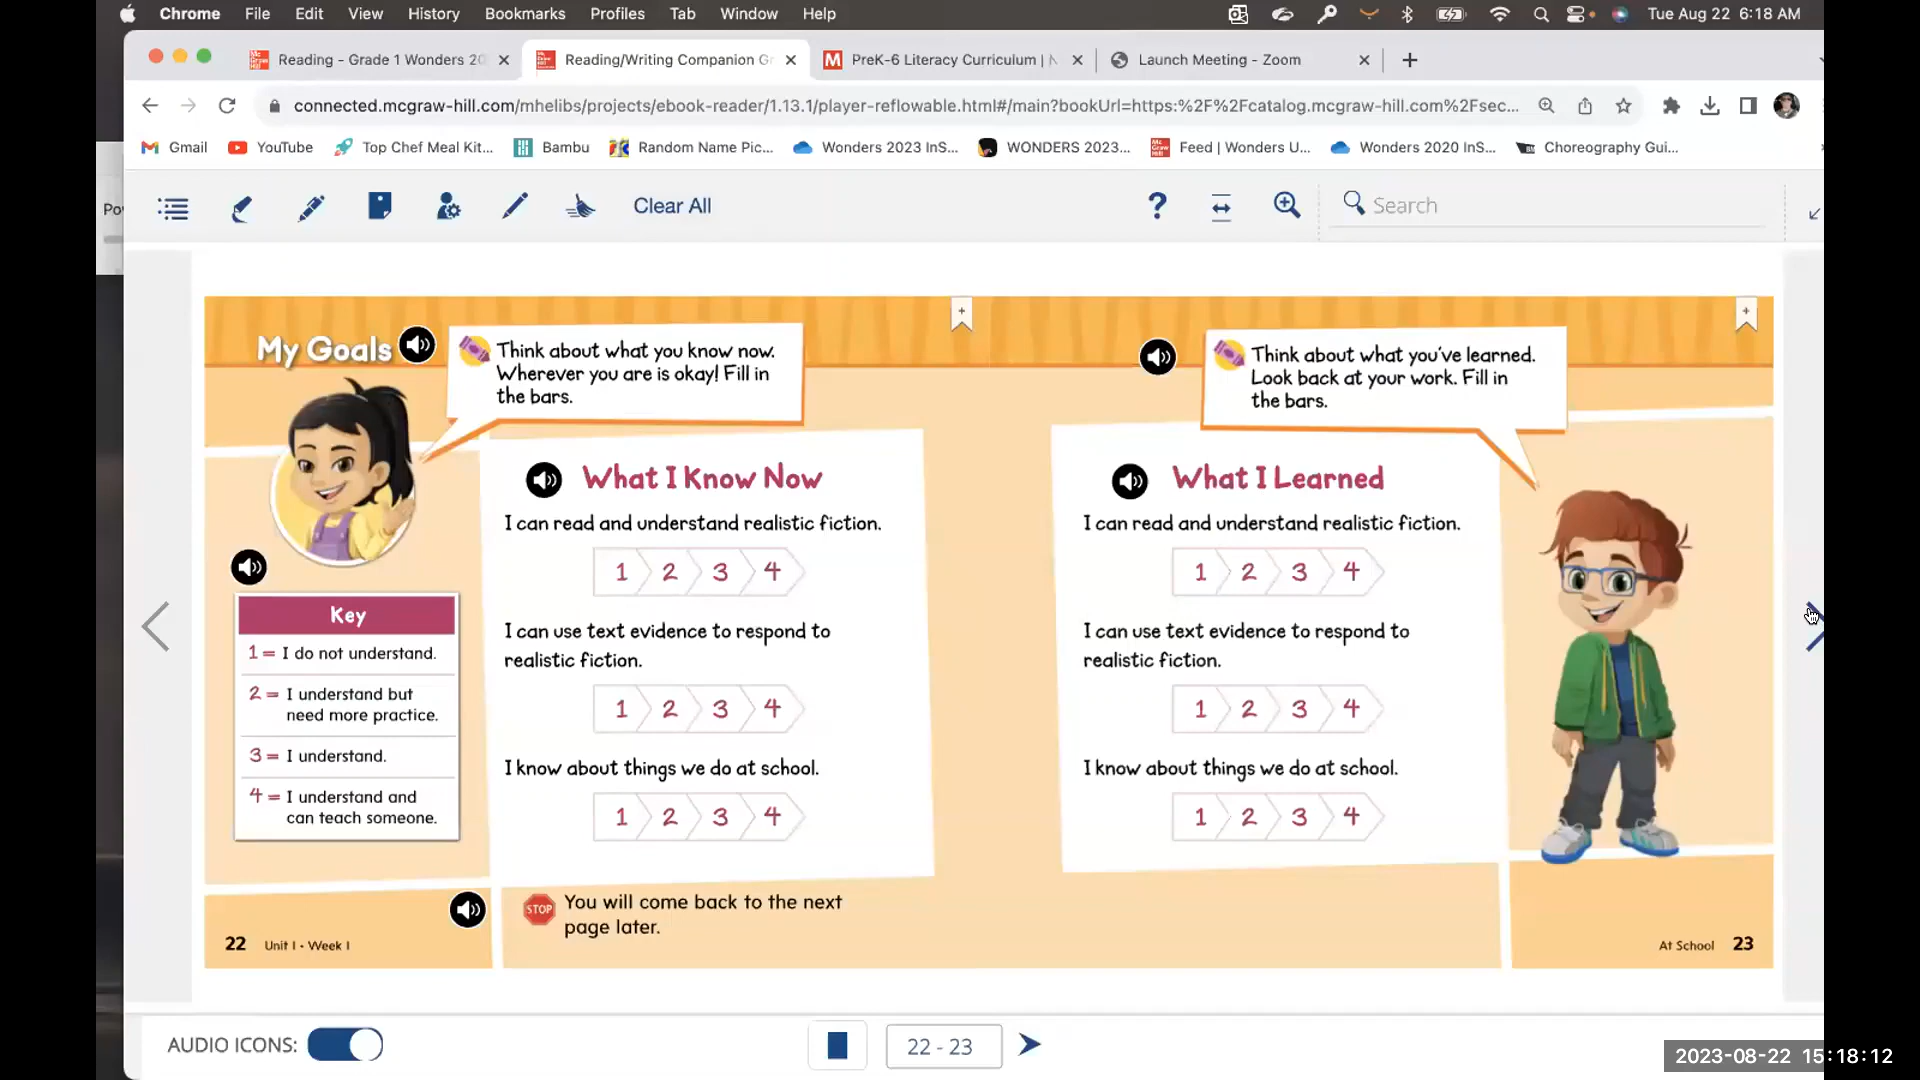 Chrome File Edit View History Bookmarks Profiles Tab Window Help Tue Aug 22 6:18 AM
Reading - Grade 1 Wonders 20
Reading/Writing Companion Gr
PreK-6 Literacy Curriculum | N
Launch Meeting - Zoom
connected.mcgraw-hill.com/mhelibs/projects/ebook-reader/1.13.1/player-reflowable.html#/main?bookUrl=https:%2F%2Fcatalog.mcgraw-hill.com%2Fsec...
Gmail YouTube Top Chef Meal Kit... Bambu Random Name Pic... Wonders 2023 InS... WONDERS 2023... Feed | Wonders U... Wonders 2020 InS... Choreography Gui...
Clear All
Search
My Goals
Think about what you know now.
Wherever you are is okay! Fill in
the bars.
Key
1 = I do not understand.
2 = I understand but
need more practice.
3 = I understand.
4 = I understand and
can teach someone.
What I Know Now
I can read and understand realistic fiction.
1 2 3 4
I can use text evidence to respond to
realistic fiction.
1 2 3 4
I know about things we do at school.
1 2 3 4
STOP You will come back to the next
page later.
22 Unit 1 • Week 1
Think about what you've learned.
Look back at your work. Fill in
the bars.
What I Learned
I can read and understand realistic fiction.
1 2 3 4
I can use text evidence to respond to
realistic fiction.
1 2 3 4
I know about things we do at school.
1 2 3 4
At School 23
AUDIO ICONS:
22 - 23
2023-08-22 15:18:12